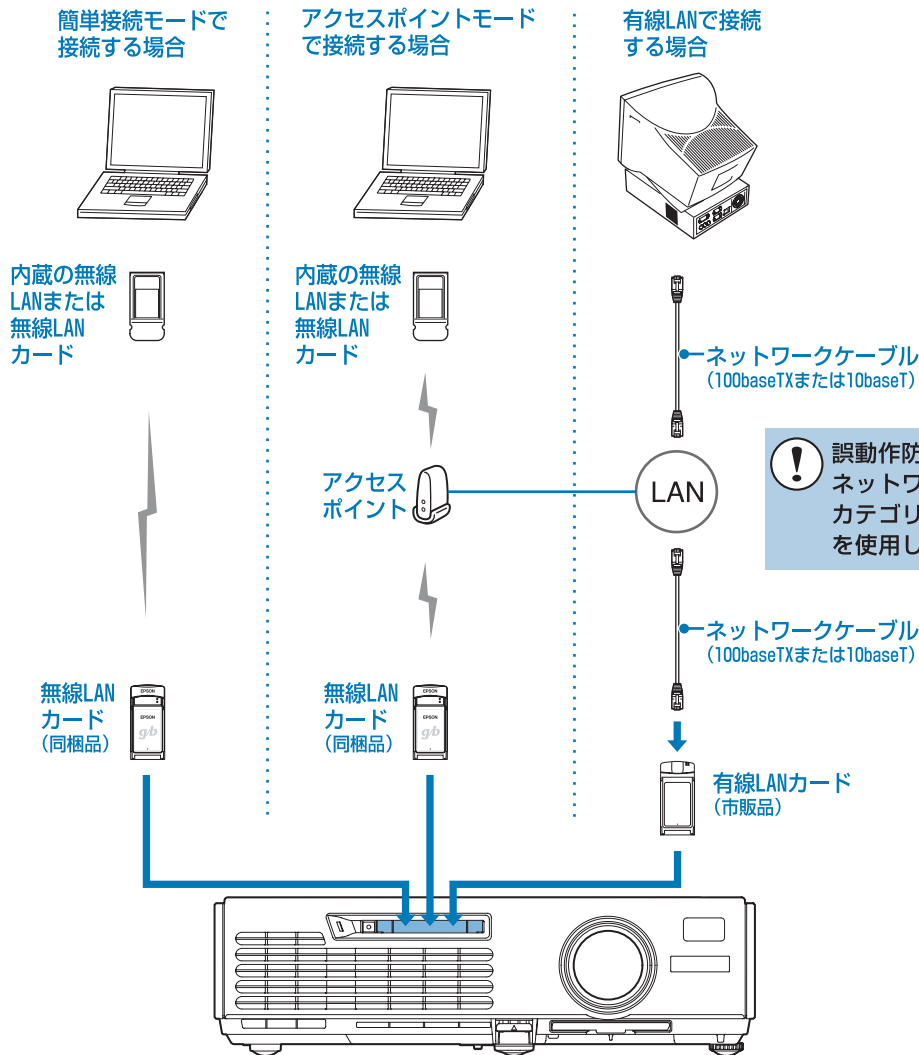 簡単接続モードで
接続する場合
アクセスポイントモード
で接続する場合
有線LANで接続
する場合
内蔵の無線
LANまたは
無線LAN
カード
内蔵の無線
LANまたは
無線LAN
カード
ネットワークケーブル
(100baseTXまたは10baseT)
アクセス
ポイント
LAN
誤動作防
ネットワ
カテゴリ
を使用し
ネットワークケーブル
(100baseTXまたは10baseT)
無線LAN
カード
(同梱品)
EPSON
EPSON
g/b
無線LAN
カード
(同梱品)
EPSON
EPSON
g/b
有線LANカード
(市販品)